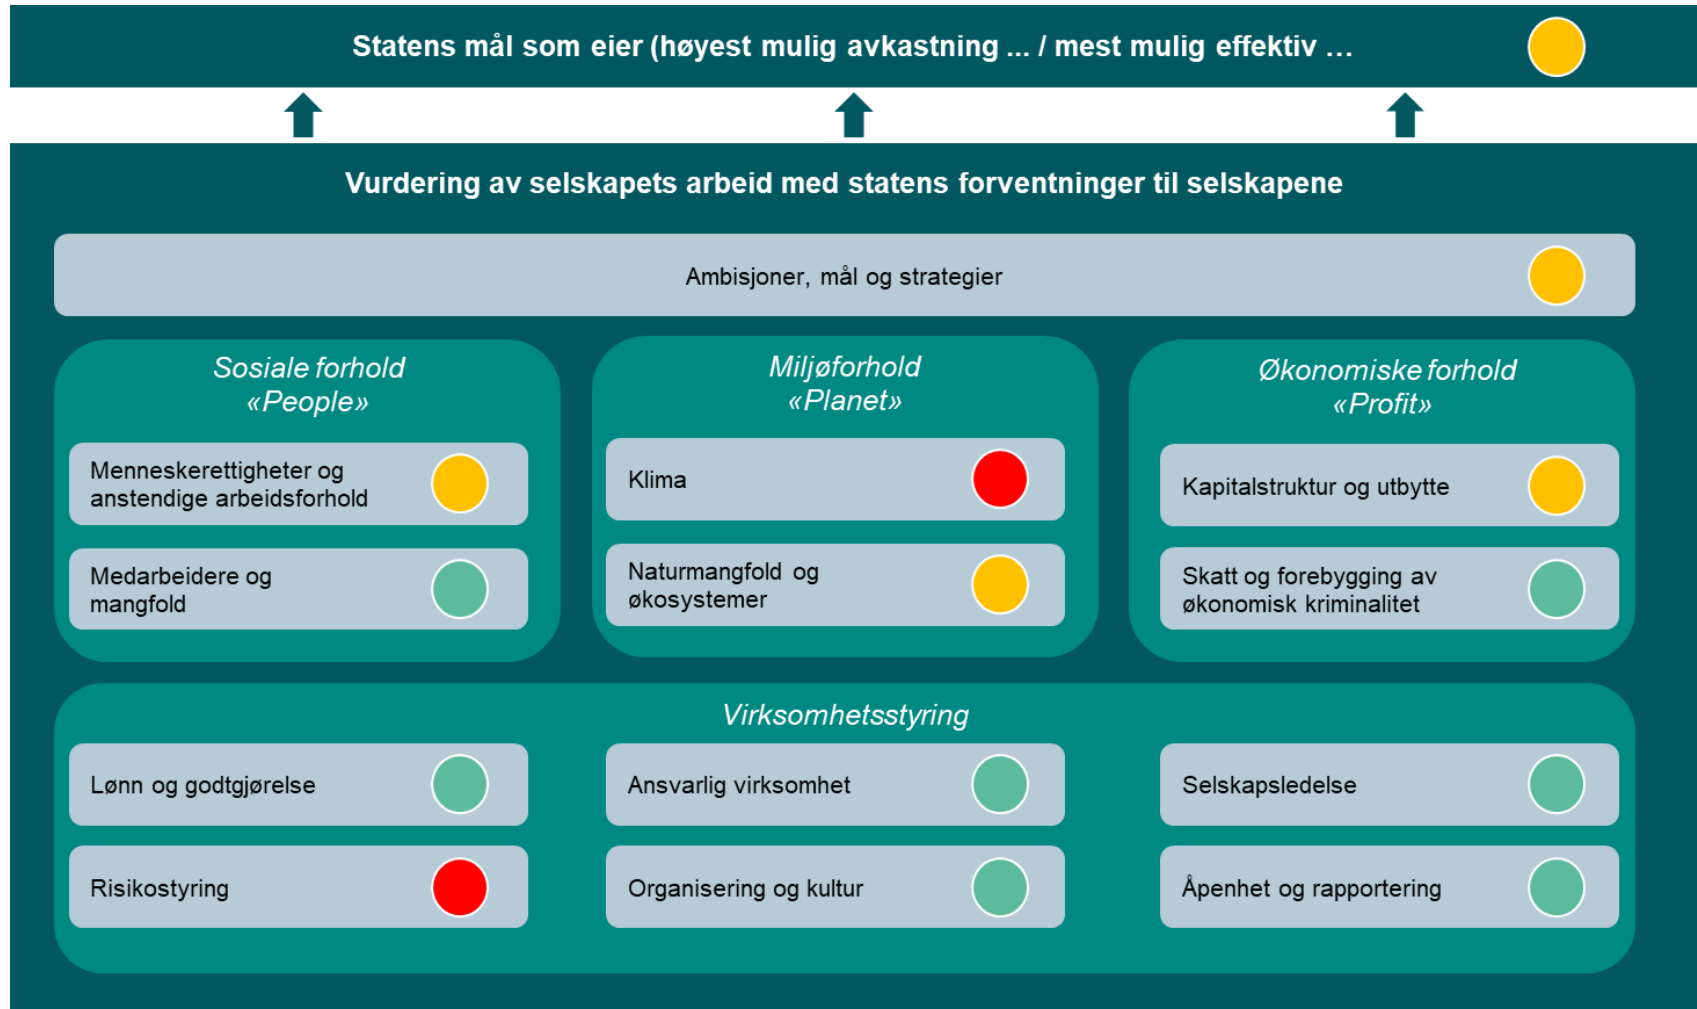 Statens mål som eier (høyest mulig avkastning ... / mest mulig effektiv …
Vurdering av selskapets arbeid med statens forventninger til selskapene
Ambisjoner, mål og strategier
Sosiale forhold
«People»
Menneskerettigheter og
anstendige arbeidsforhold
Medarbeidere og
mangfold
Miljøforhold
«Planet»
Klima
Naturmangfold og
økosystemer
Økonomiske forhold
«Profit»
Kapitalstruktur og utbytte
Skatt og forebygging av
økonomisk kriminalitet
Virksomhetsstyring
Lønn og godtgjørelse
Ansvarlig virksomhet
Selskapsledelse
Risikostyring
Organisering og kultur
Åpenhet og rapportering